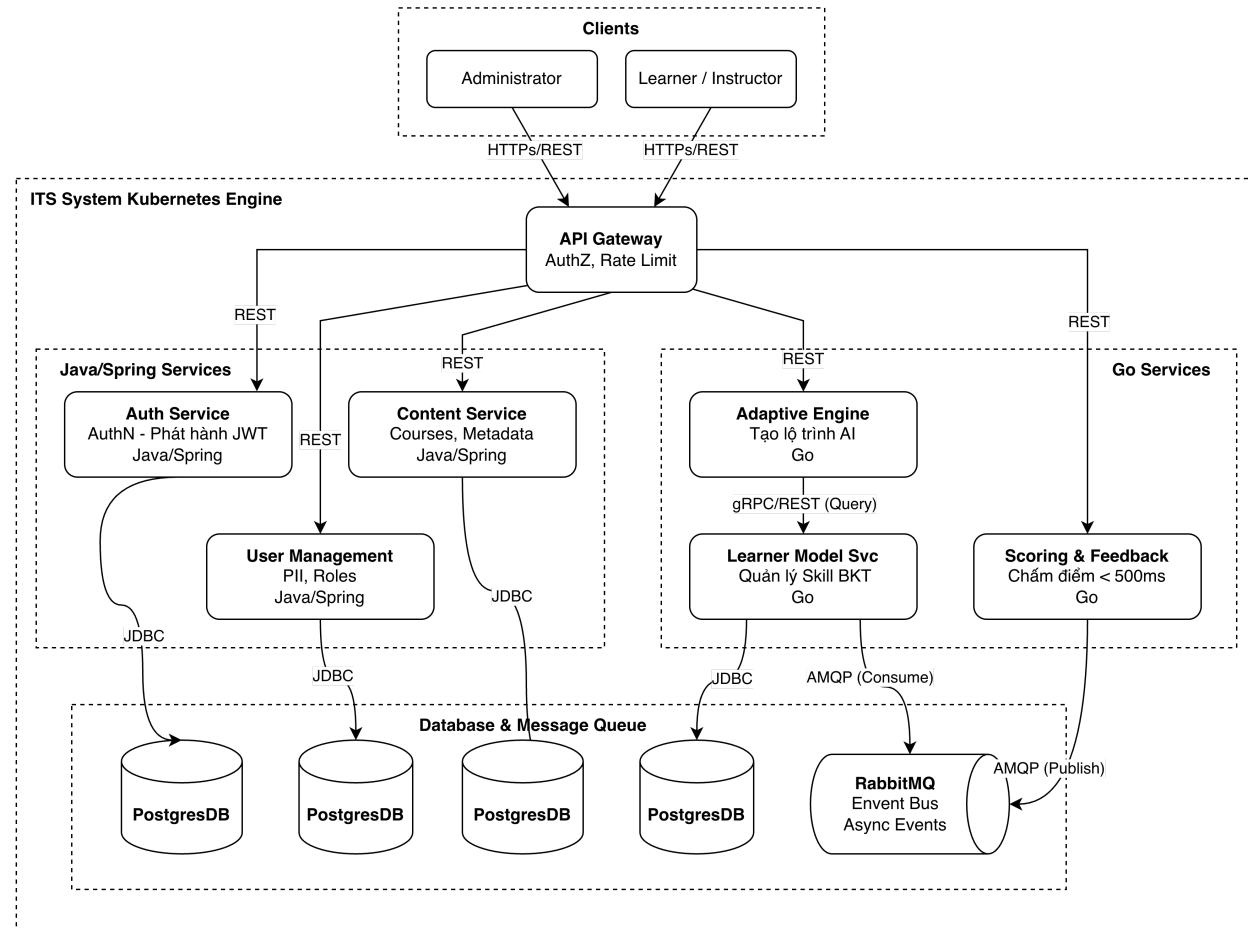 Clients
Administrator
Learner / Instructor
HTTPs/REST
HTTPs/REST
ITS System Kubernetes Engine
API Gateway
AuthZ, Rate Limit
REST
REST
REST
REST
REST
Java/Spring Services
Go Services
Auth Service
AuthN - Phát hành JWT
Java/Spring
Content Service
Courses, Metadata
Java/Spring
Adaptive Engine
Tạo lộ trình AI
Go
gRPC/REST (Query)
User Management
PII, Roles
Java/Spring
Learner Model Svc
Quản lý Skill BKT
Go
Scoring & Feedback
Chấm điểm < 500ms
Go
JDBC
JDBC
JDBC
JDBC
AMQP (Consume)
AMQP (Publish)
Database & Message Queue
PostgresDB
PostgresDB
PostgresDB
PostgresDB
RabbitMQ
Envent Bus
Async Events